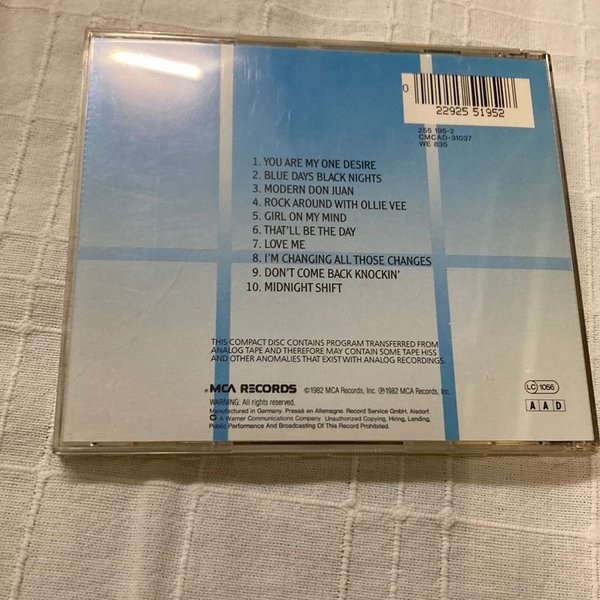 0
22925 51952
255 195-2
CMCAD-31037
WE 835
1. YOU ARE MY ONE DESIRE
2. BLUE DAYS BLACK NIGHTS
3. MODERN DON JUAN
4. ROCK AROUND WITH OLLIE VEE
5. GIRL ON MY MIND
6. THAT'LL BE THE DAY
7. LOVE ME
8. I'M CHANGING ALL THOSE CHANGES
9. DON'T COME BACK KNOCKIN'
10. MIDNIGHT SHIFT
THIS COMPACT DISC CONTAINS PROGRAM TRANSFERRED FROM
ANALOG TAPE AND THEREFORE MAY CONTAIN SOME TAPE HISS
AND OTHER ANOMALIES THAT EXIST WITH ANALOG RECORDINGS.
MCA RECORDS ©1982 MCA Records, Inc. ℗1982 MCA Records, Inc
WARNING: All rights reserved.
Manufactured in Germany. Pressé en Allemagne. Record Service GmbH, Alsdorf.
A Warner Communications Company. Unauthorized Copying, Hiring, Lending,
Public Performance And Broadcasting Of This Record Prohibited.
LC 1056
A A D